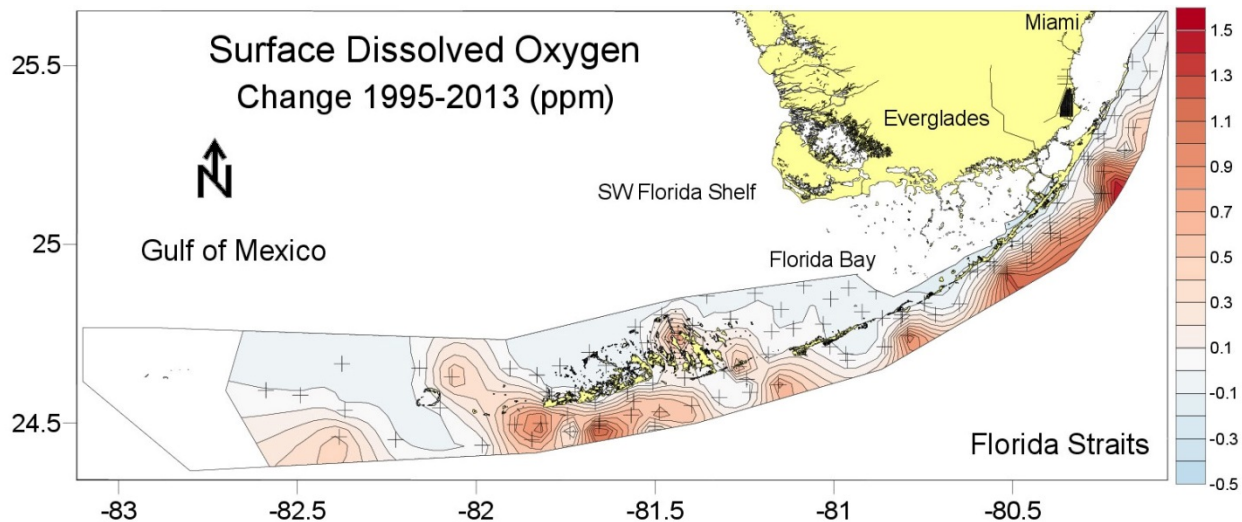 Surface Dissolved Oxygen
Change 1995-2013 (ppm)
N
Gulf of Mexico
Miami
Everglades
SW Florida Shelf
Florida Bay
Florida Straits
25.5
25
24.5
-83
-82.5
-82
-81.5
-81
-80.5
1.5
1.3
1.1
0.9
0.7
0.5
0.3
0.1
-0.1
-0.3
-0.5